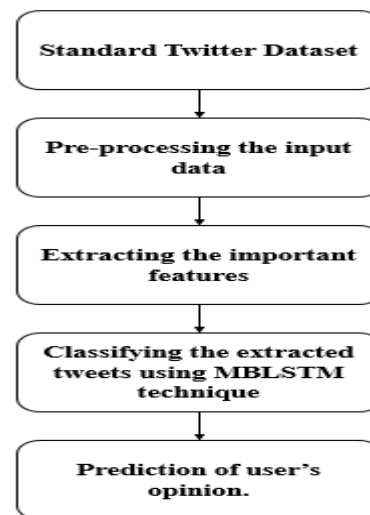 Standard Twitter Dataset
Pre-processing the input
data
Extracting the important
features
Classifying the extracted
tweets using MBLSTM
technique
Prediction of user's
opinion.